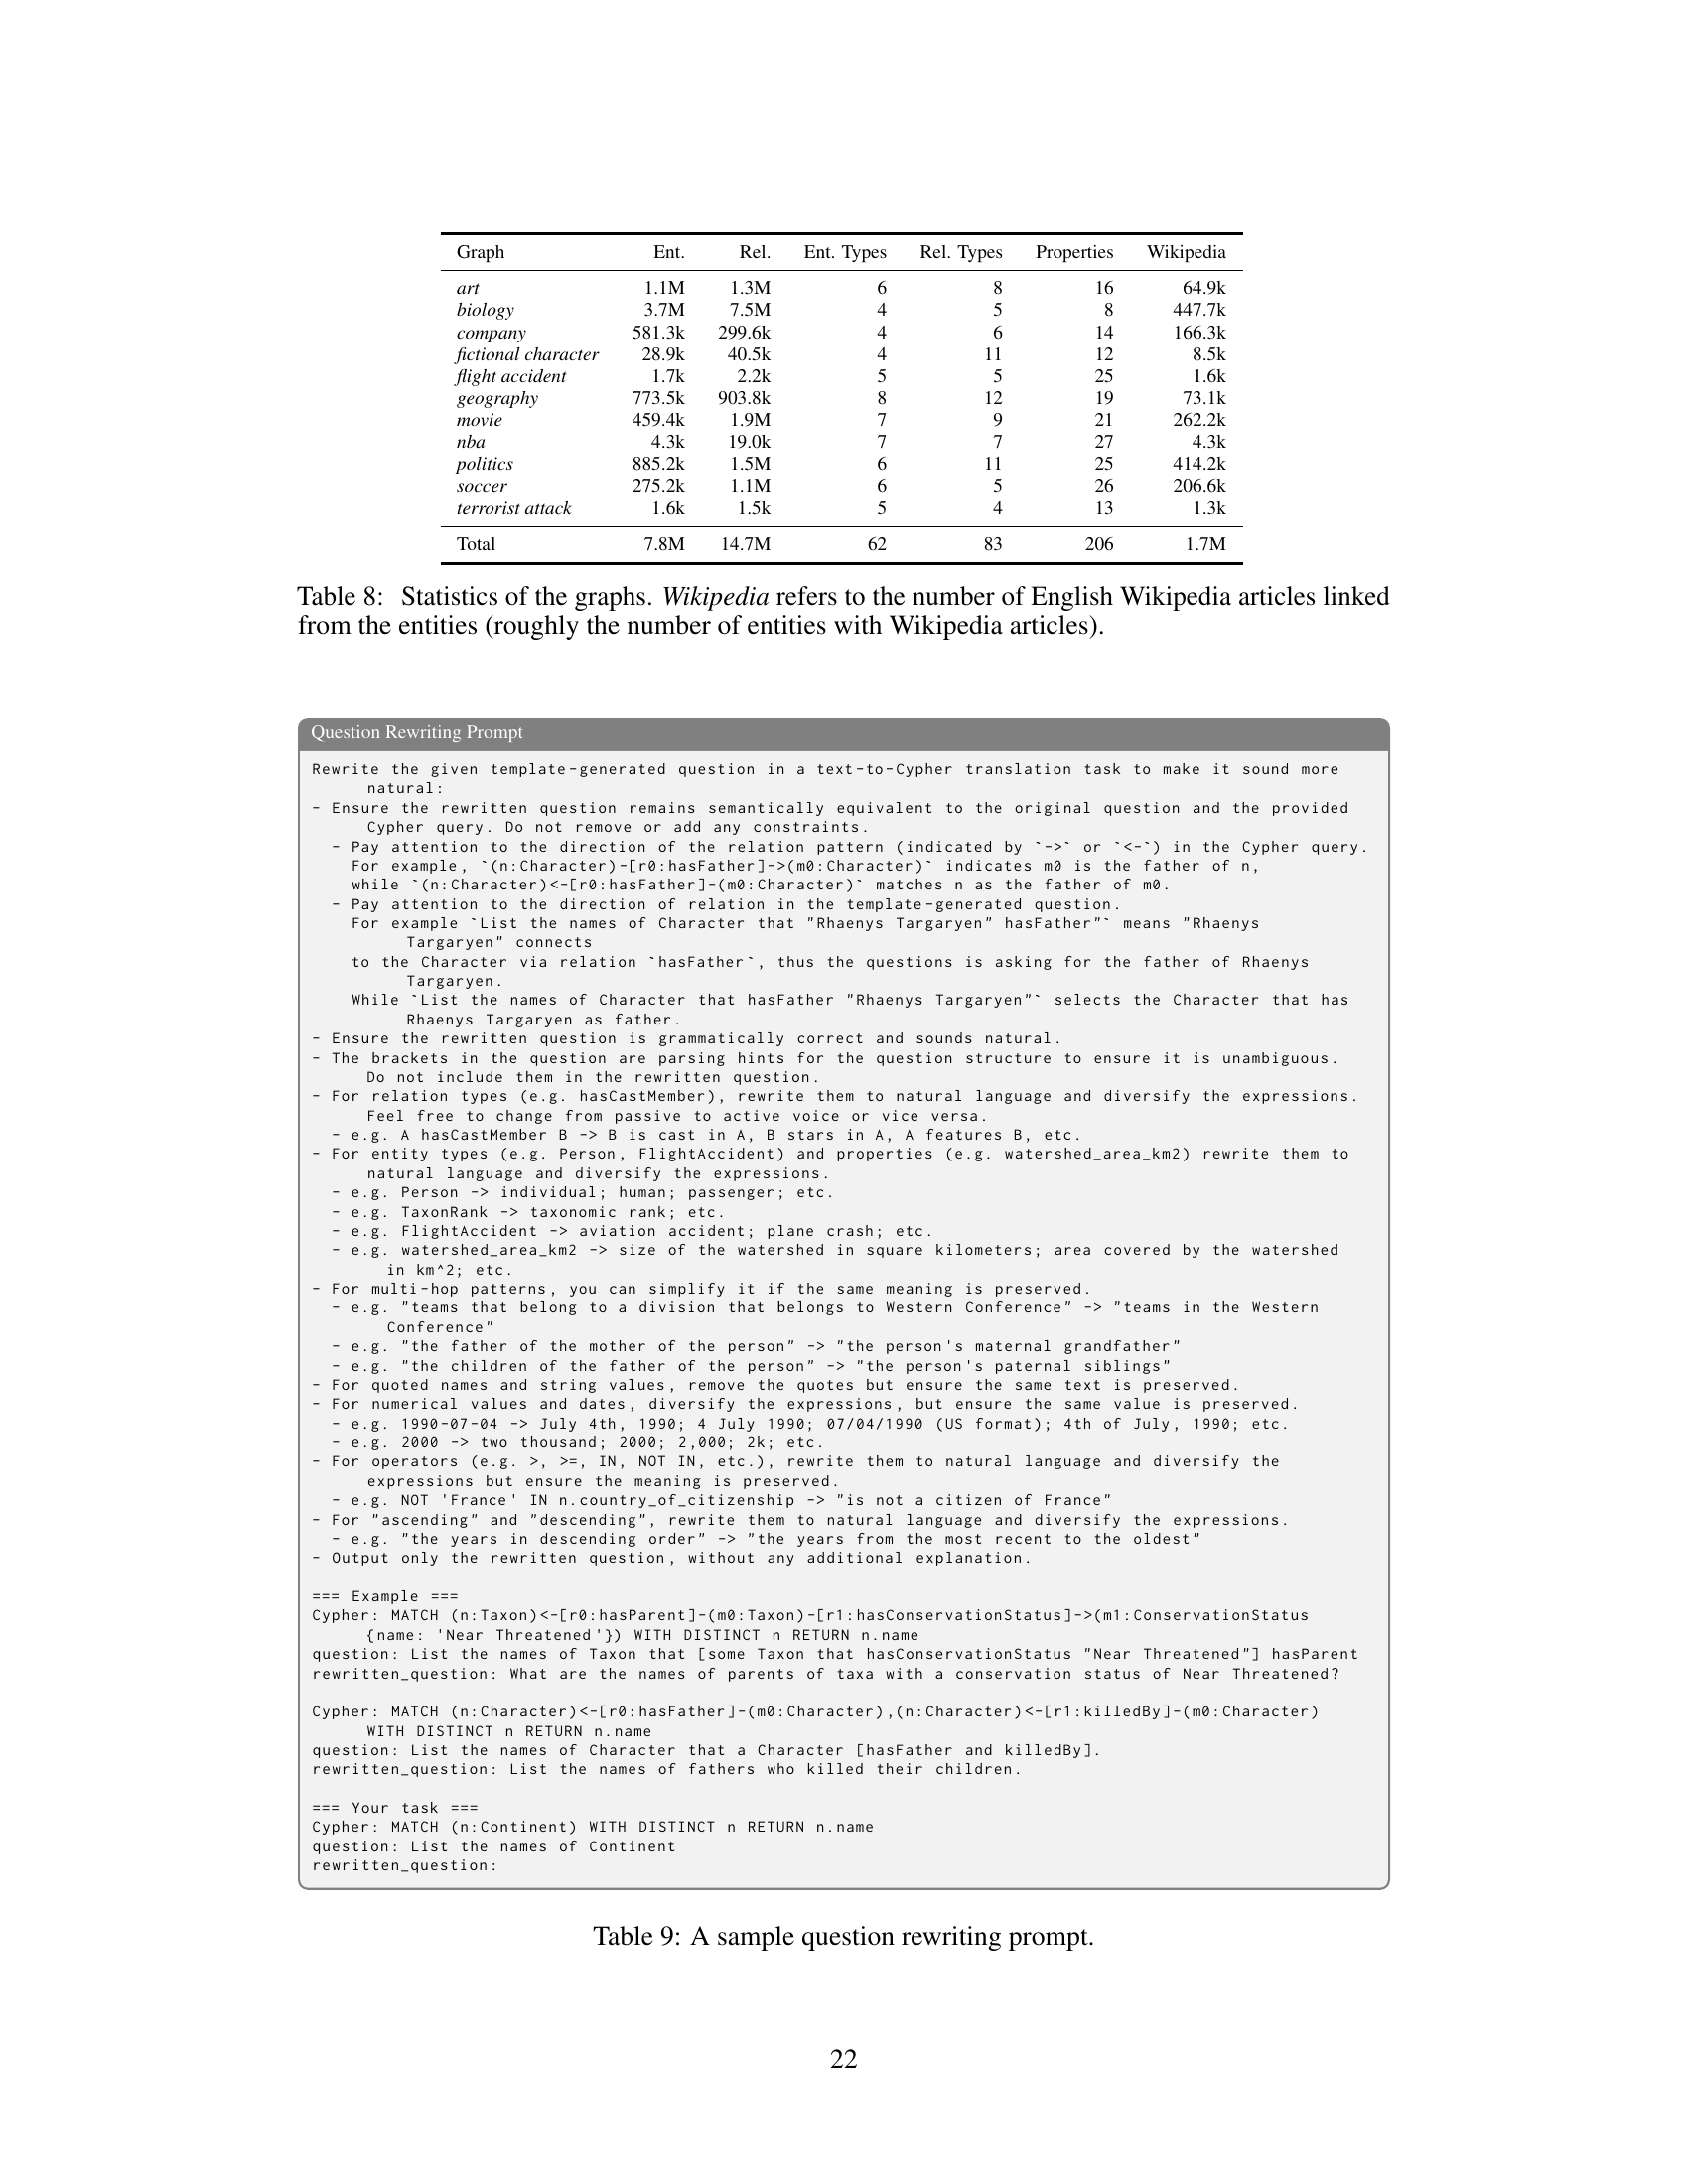 Graph Ent. Rel. Ent. Types Rel. Types Properties Wikipedia
art 1.1M 1.3M 6 8 16 64.9k
biology 3.7M 7.5M 4 5 8 447.7k
company 581.3k 299.6k 4 6 14 166.3k
fictional character 28.9k 40.5k 4 11 12 8.5k
flight accident 1.7k 2.2k 5 5 25 1.6k
geography 773.5k 903.8k 8 12 19 73.1k
movie 459.4k 1.9M 7 9 21 262.2k
nba 4.3k 19.0k 7 7 27 4.3k
politics 885.2k 1.5M 6 11 25 414.2k
soccer 275.2k 1.1M 6 5 26 206.6k
terrorist attack 1.6k 1.5k 5 4 13 1.3k
Total 7.8M 14.7M 62 83 206 1.7M
Table 8: Statistics of the graphs. Wikipedia refers to the number of English Wikipedia articles linked
from the entities (roughly the number of entities with Wikipedia articles).
Question Rewriting Prompt
Rewrite the given template-generated question in a text-to-Cypher translation task to make it sound more
natural:
- Ensure the rewritten question remains semantically equivalent to the original question and the provided
Cypher query. Do not remove or add any constraints.
- Pay attention to the direction of the relation pattern (indicated by `->` or `<-`) in the Cypher query.
For example, `(n:Character)-[r0:hasFather]->(m0:Character)` indicates m0 is the father of n,
while `(n:Character)<-[r0:hasFather]-(m0:Character)` matches n as the father of m0.
- Pay attention to the direction of relation in the template-generated question.
For example `List the names of Character that "Rhaenys Targaryen" hasFather"` means "Rhaenys
Targaryen" connects
to the Character via relation `hasFather`, thus the questions is asking for the father of Rhaenys
Targaryen.
While `List the names of Character that hasFather "Rhaenys Targaryen"` selects the Character that has
Rhaenys Targaryen as father.
- Ensure the rewritten question is grammatically correct and sounds natural.
- The brackets in the question are parsing hints for the question structure to ensure it is unambiguous.
Do not include them in the rewritten question.
- For relation types (e.g. hasCastMember), rewrite them to natural language and diversify the expressions.
Feel free to change from passive to active voice or vice versa.
- e.g. A hasCastMember B -> B is cast in A, B stars in A, A features B, etc.
- For entity types (e.g. Person, FlightAccident) and properties (e.g. watershed_area_km2) rewrite them to
natural language and diversify the expressions.
- e.g. Person -> individual; human; passenger; etc.
- e.g. TaxonRank -> taxonomic rank; etc.
- e.g. FlightAccident -> aviation accident; plane crash; etc.
- e.g. watershed_area_km2 -> size of the watershed in square kilometers; area covered by the watershed
in km^2; etc.
- For multi-hop patterns, you can simplify it if the same meaning is preserved.
- e.g. "teams that belong to a division that belongs to Western Conference" -> "teams in the Western
Conference"
- e.g. "the father of the mother of the person" -> "the person's maternal grandfather"
- e.g. "the children of the father of the person" -> "the person's paternal siblings"
- For quoted names and string values, remove the quotes but ensure the same text is preserved.
- For numerical values and dates, diversify the expressions, but ensure the same value is preserved.
- e.g. 1990-07-04 -> July 4th, 1990; 4 July 1990; 07/04/1990 (US format); 4th of July, 1990; etc.
- e.g. 2000 -> two thousand; 2000; 2,000; 2k; etc.
- For operators (e.g. >, >=, IN, NOT IN, etc.), rewrite them to natural language and diversify the
expressions but ensure the meaning is preserved.
- e.g. NOT 'France' IN n.country_of_citizenship -> "is not a citizen of France"
- For "ascending" and "descending", rewrite them to natural language and diversify the expressions.
- e.g. "the years in descending order" -> "the years from the most recent to the oldest"
- Output only the rewritten question, without any additional explanation.
=== Example ===
Cypher: MATCH (n:Taxon)<-[r0:hasParent]-(m0:Taxon)-[r1:hasConservationStatus]->(m1:ConservationStatus
{name: 'Near Threatened'}) WITH DISTINCT n RETURN n.name
question: List the names of Taxon that [some Taxon that hasConservationStatus "Near Threatened"] hasParent
rewritten_question: What are the names of parents of taxa with a conservation status of Near Threatened?
Cypher: MATCH (n:Character)<-[r0:hasFather]-(m0:Character),(n:Character)<-[r1:killedBy]-(m0:Character)
WITH DISTINCT n RETURN n.name
question: List the names of Character that a Character [hasFather and killedBy].
rewritten_question: List the names of fathers who killed their children.
=== Your task ===
Cypher: MATCH (n:Continent) WITH DISTINCT n RETURN n.name
question: List the names of Continent
rewritten_question:
Table 9: A sample question rewriting prompt.
22